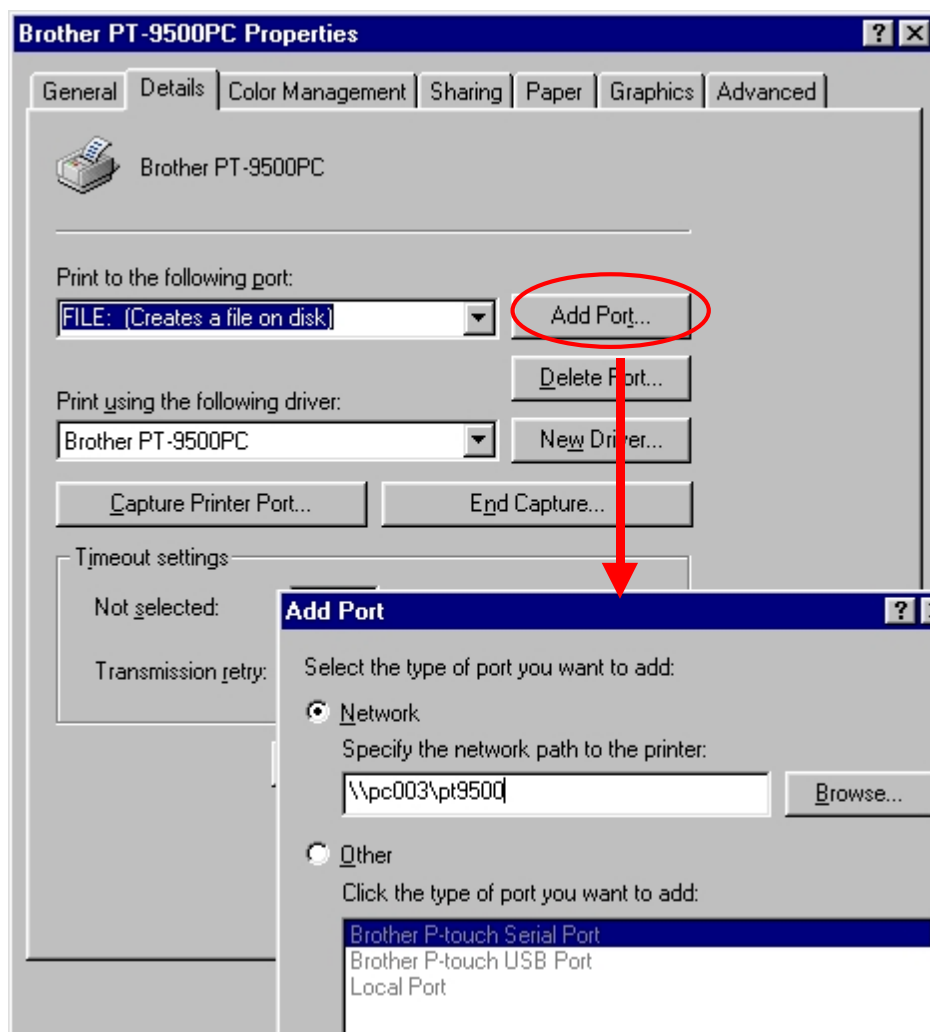 Brother PT-9500PC Properties
General Details Color Management Sharing Paper Graphics Advanced
Brother PT-9500PC
Print to the following port:
FILE: (Creates a file on disk) Add Port...
Delete Port...
Print using the following driver:
Brother PT-9500PC New Driver...
Capture Printer Port... End Capture...
Timeout settings
Not selected:
Transmission retry:
Add Port
Select the type of port you want to add:
Network
Specify the network path to the printer:
\\pc003\pt9500 Browse...
Other
Click the type of port you want to add:
Brother P-touch Serial Port
Brother P-touch USB Port
Local Port